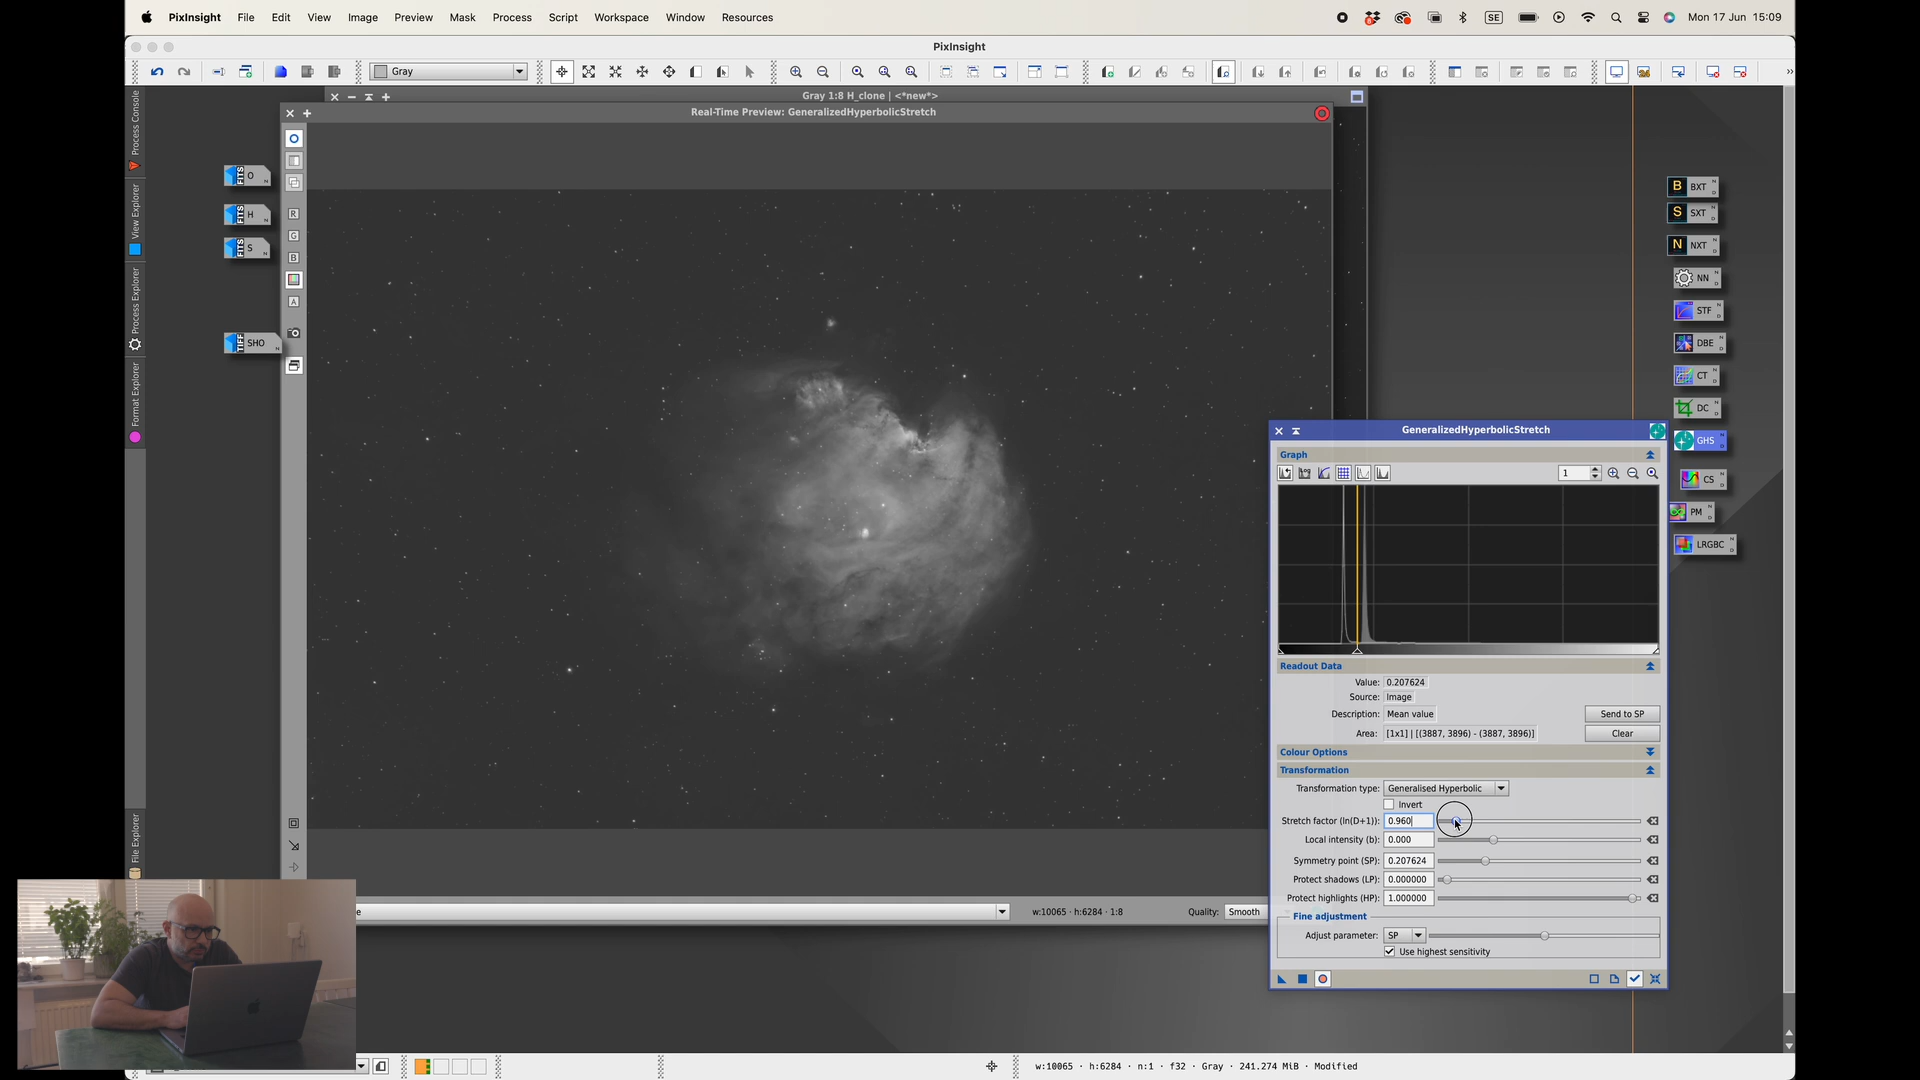 PixInsight File Edit View Image Preview Mask Process Script Workspace Window Resources
6
SE
Mon 17 Jun 15:09
PixInsight
Gray
Gray 1:8 H_clone | <*new*>
Real-Time Preview: GeneralizedHyperbolicStretch
Process Console
View Explorer
Process Explorer
Format Explorer
File Explorer
FITS O
FITS H
FITS S
TIFF SHO
R
G
B
A
B BXT
S SXT
N NXT
NN
STF
DBE
CT
DC
GHS
CS
PM
LRGBC
GeneralizedHyperbolicStretch
Graph
1
Readout Data
Value: 0.207624
Source: Image
Description: Mean value
Send to SP
Area: [1x1] | [(3887, 3896) - (3887, 3896)]
Clear
Colour Options
Transformation
Transformation type: Generalised Hyperbolic
Invert
Stretch factor (ln(D+1)): 0.960
Local intensity (b): 0.000
Symmetry point (SP): 0.207624
Protect shadows (LP): 0.000000
Protect highlights (HP): 1.000000
Fine adjustment
Adjust parameter: SP
Use highest sensitivity
e
w:10065 · h:6284 · 1:8
Quality: Smooth
w:10065 · h:6284 · n:1 · f32 · Gray · 241.274 MiB · Modified